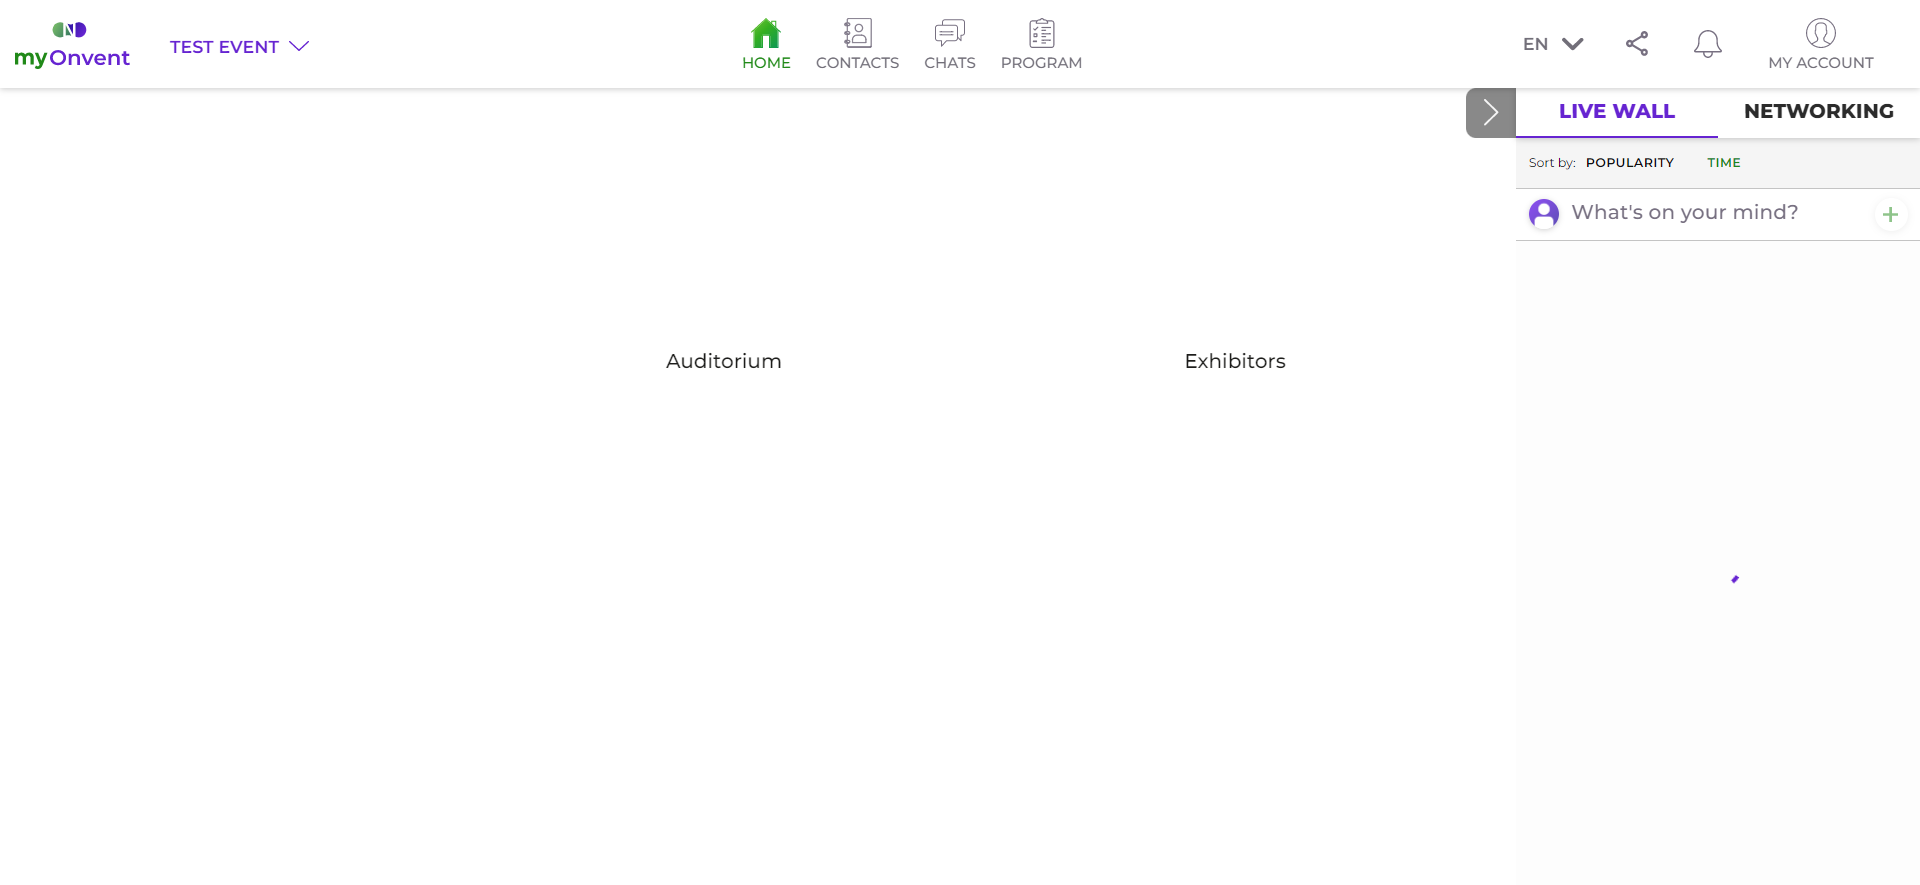 myOnvent
TEST EVENT
HOME
CONTACTS
CHATS
PROGRAM
EN
MY ACCOUNT
LIVE WALL
NETWORKING
Sort by: POPULARITY TIME
What's on your mind?
Auditorium
Exhibitors